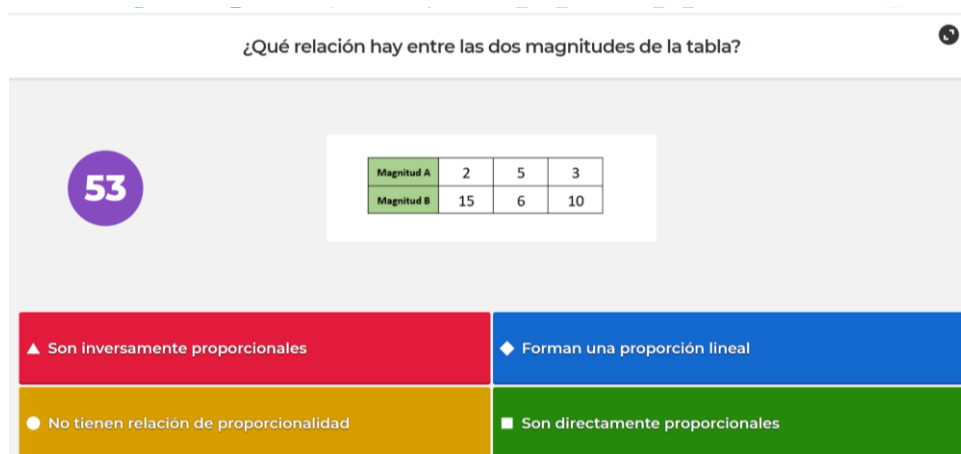 ¿Qué relación hay entre las dos magnitudes de la tabla?
53
Magnitud A 2 5 3
Magnitud B 15 6 10
Son inversamente proporcionales
Forman una proporción lineal
No tienen relación de proporcionalidad
Son directamente proporcionales